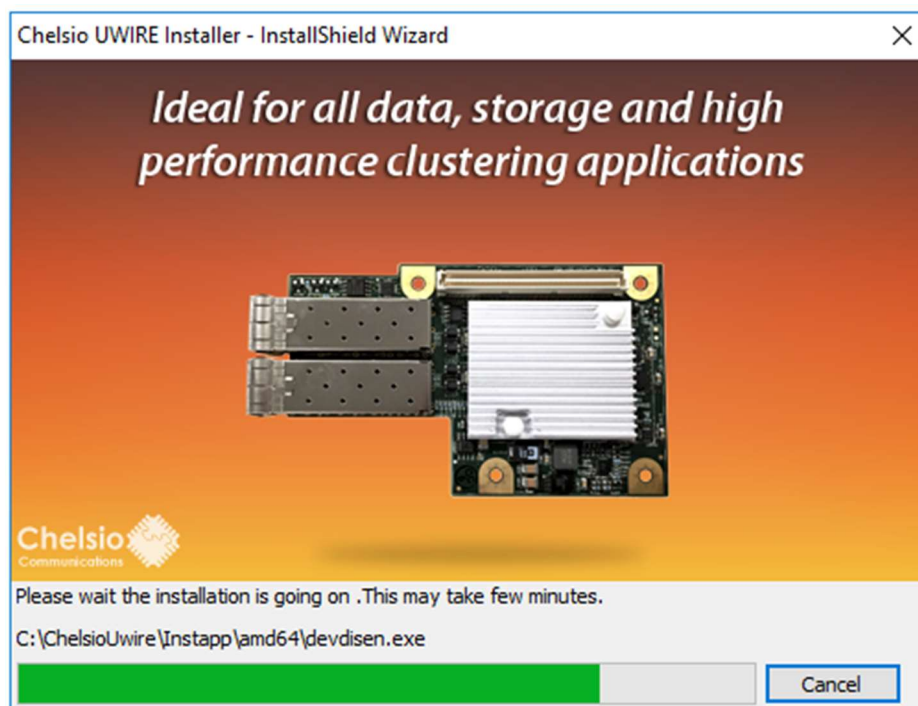 Chelsio UWIRE Installer - InstallShield Wizard
Ideal for all data, storage and high
performance clustering applications
Chelsio
Communications
Please wait the installation is going on .This may take few minutes.
C:\ChelsioUwire\Instapp\amd64\devdisen.exe
Cancel